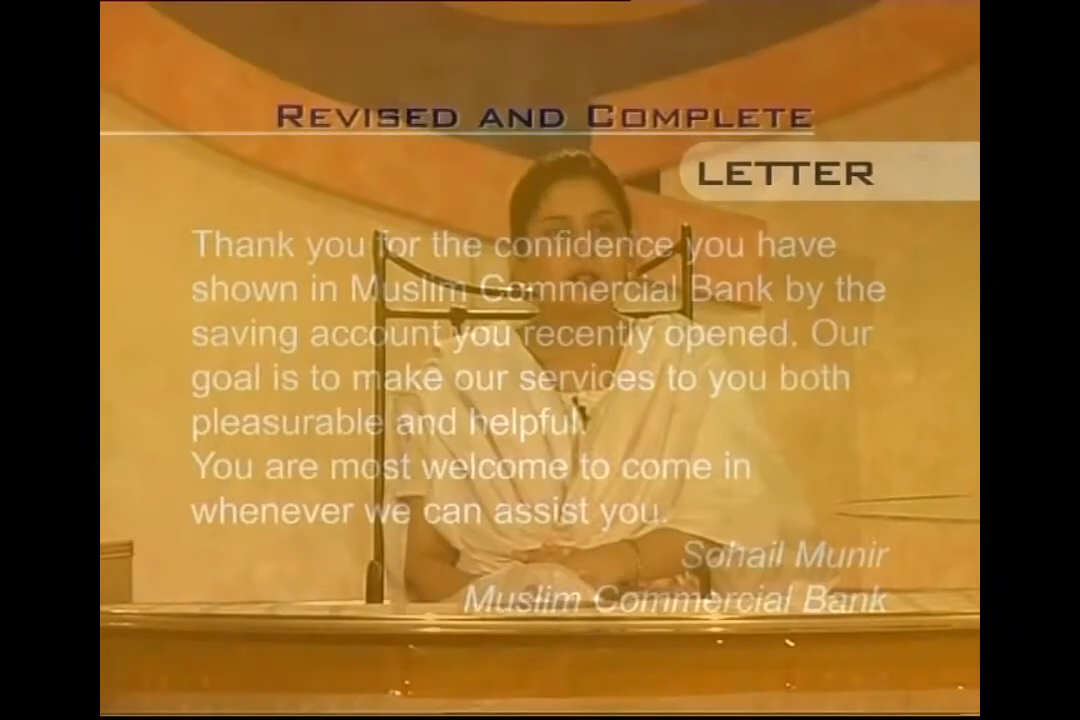 REVISED AND COMPLETE
LETTER
Thank you for the confidence you have
shown in Muslim Commercial Bank by the
saving account you recently opened. Our
goal is to make our services to you both
pleasurable and helpful.
You are most welcome to come in
whenever we can assist you.
Sohail Munir
Muslim Commercial Bank